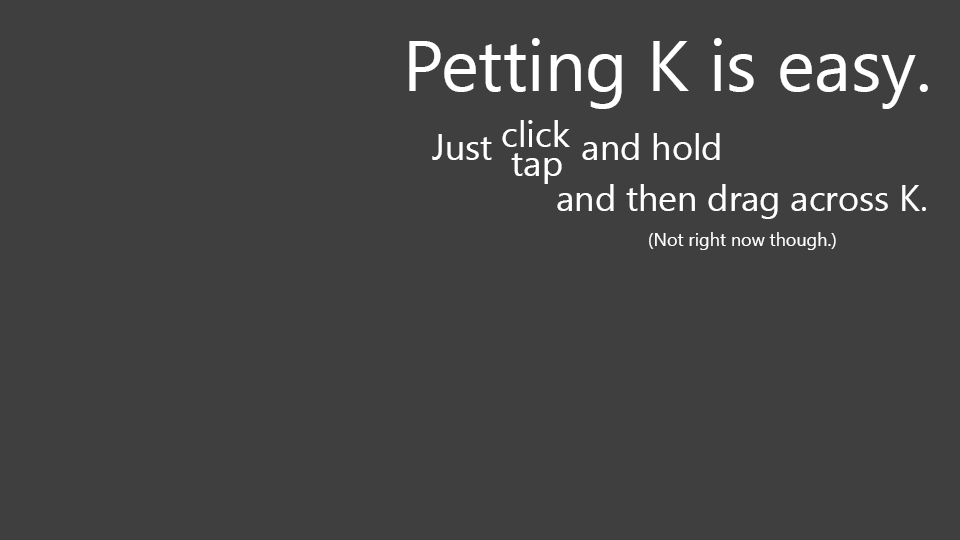 Petting K is easy.
Just click tap and hold
and then drag across K.
(Not right now though.)